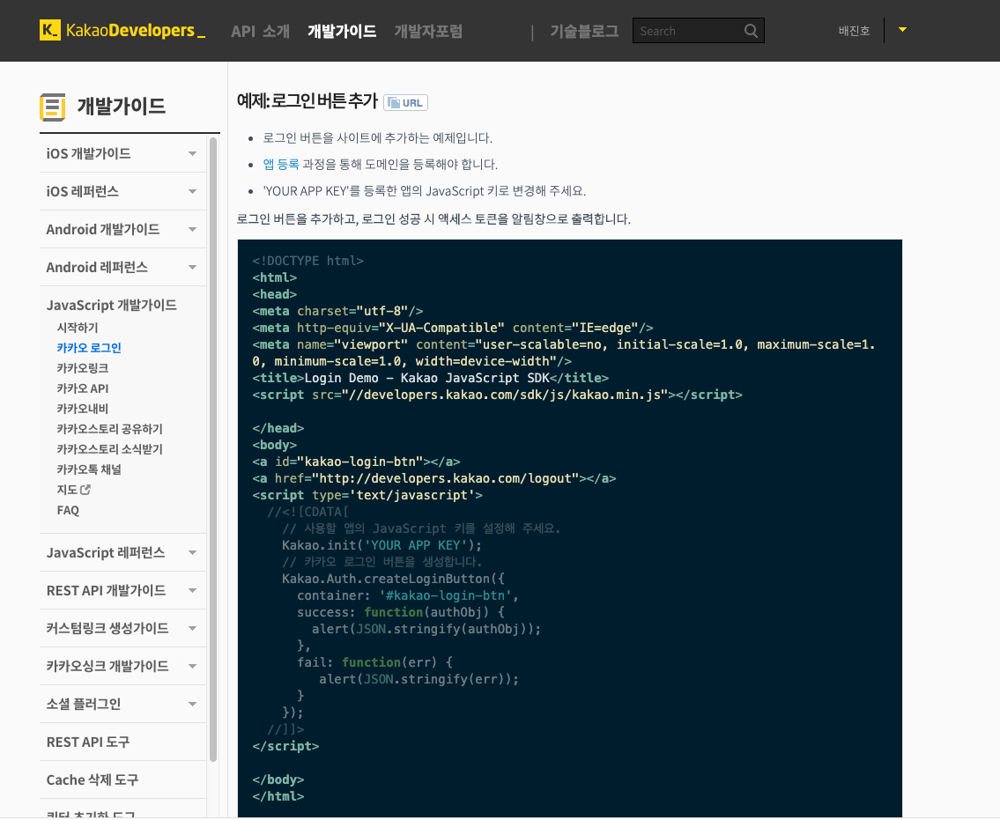 K_ KakaoDevelopers_ API 소개 개발가이드 개발자포럼 | 기술블로그 Search 배진호
개발가이드
iOS 개발가이드
iOS 레퍼런스
Android 개발가이드
Android 레퍼런스
JavaScript 개발가이드
시작하기
카카오 로그인
카카오링크
카카오 API
카카오내비
카카오스토리 공유하기
카카오스토리 소식받기
카카오톡 채널
지도
FAQ
JavaScript 레퍼런스
REST API 개발가이드
커스텀링크 생성가이드
카카오싱크 개발가이드
소셜 플러그인
REST API 도구
Cache 삭제 도구
쿼터 초기화 도구
예제: 로그인 버튼 추가 URL
로그인 버튼을 사이트에 추가하는 예제입니다.
앱 등록 과정을 통해 도메인을 등록해야 합니다.
'YOUR APP KEY'를 등록한 앱의 JavaScript 키로 변경해 주세요.
로그인 버튼을 추가하고, 로그인 성공 시 액세스 토큰을 알림창으로 출력합니다.
<!DOCTYPE html>
<html>
<head>
<meta charset="utf-8"/>
<meta http-equiv="X-UA-Compatible" content="IE=edge"/>
<meta name="viewport" content="user-scalable=no, initial-scale=1.0, maximum-scale=1.
0, minimum-scale=1.0, width=device-width"/>
<title>Login Demo - Kakao JavaScript SDK</title>
<script src="//developers.kakao.com/sdk/js/kakao.min.js"></script>
</head>
<body>
<a id="kakao-login-btn"></a>
<a href="http://developers.kakao.com/logout"></a>
<script type='text/javascript'>
//<![CDATA[
// 사용할 앱의 JavaScript 키를 설정해 주세요.
Kakao.init('YOUR APP KEY');
// 카카오 로그인 버튼을 생성합니다.
Kakao.Auth.createLoginButton({
container: '#kakao-login-btn',
success: function(authObj) {
alert(JSON.stringify(authObj));
},
fail: function(err) {
alert(JSON.stringify(err));
}
});
//]]>
</script>
</body>
</html>